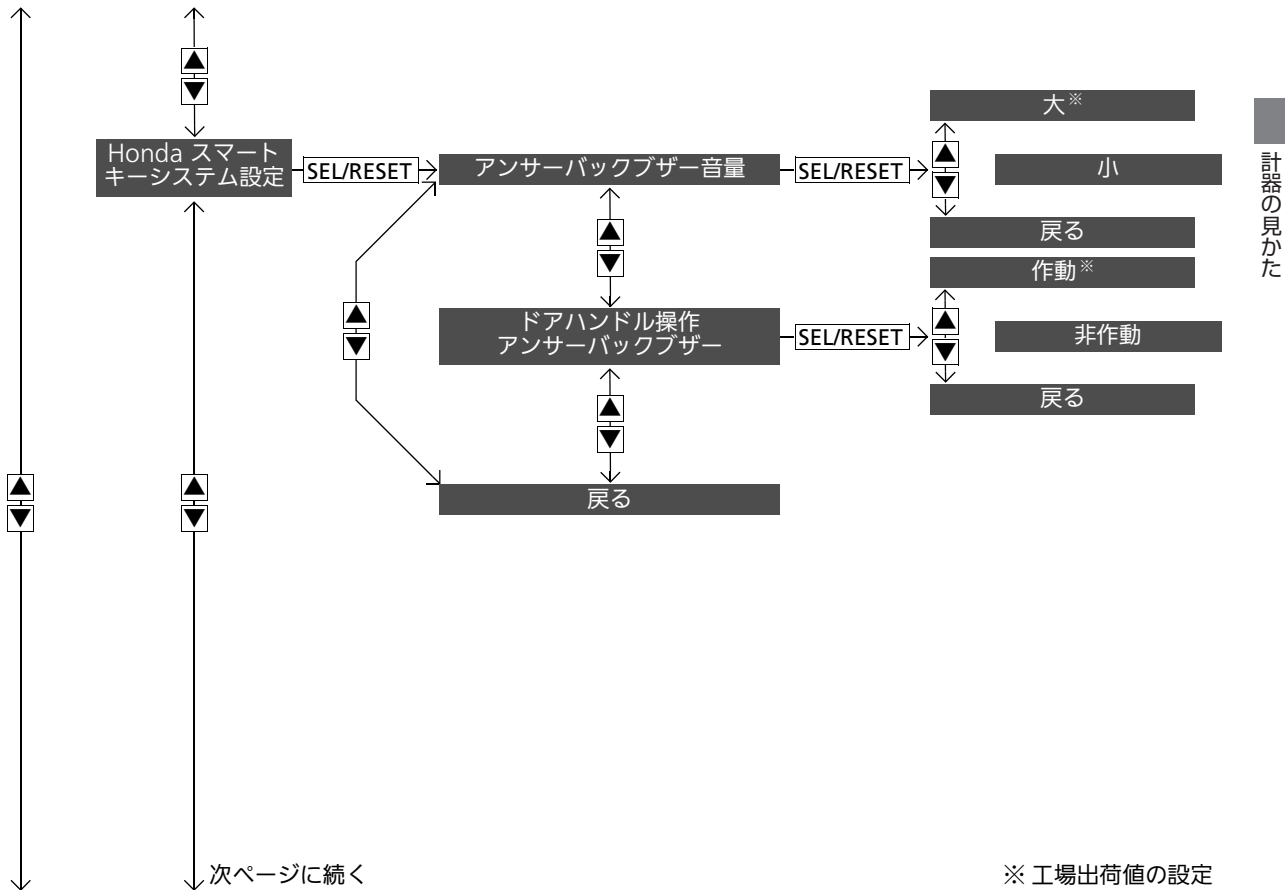 Honda スマート
キーシステム設定
SEL/RESET
アンサーバックブザー音量
SEL/RESET
大※
小
戻る
ドアハンドル操作
アンサーバックブザー
SEL/RESET
作動※
非作動
戻る
戻る
計器の見かた
次ページに続く
※ 工場出荷値の設定